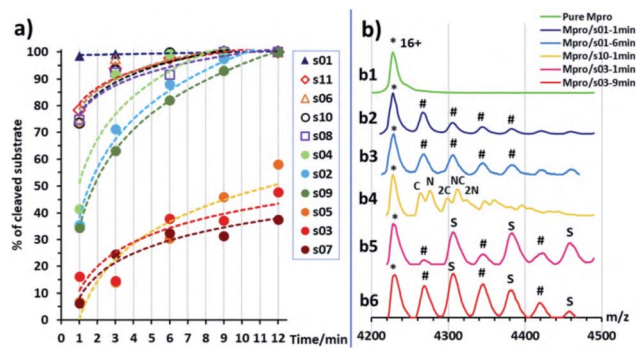 a)
% of cleaved substrate
100
90
80
70
60
50
40
30
20
10
0
0 1 2 3 4 5 6 7 8 9 10 11 12 Time/min
s01
s11
s06
s10
s08
s04
s02
s09
s05
s03
s07
b)
Pure Mpro
Mpro/s01-1min
Mpro/s01-6min
Mpro/s10-1min
Mpro/s03-1min
Mpro/s03-9min
* 16+
b1
b2 * # # # #
b3 * # # # #
b4 * C N 2C NC 2N
b5 * # S # S # S
b6 * # S # S # S
4200 4300 4400 4500 m/z